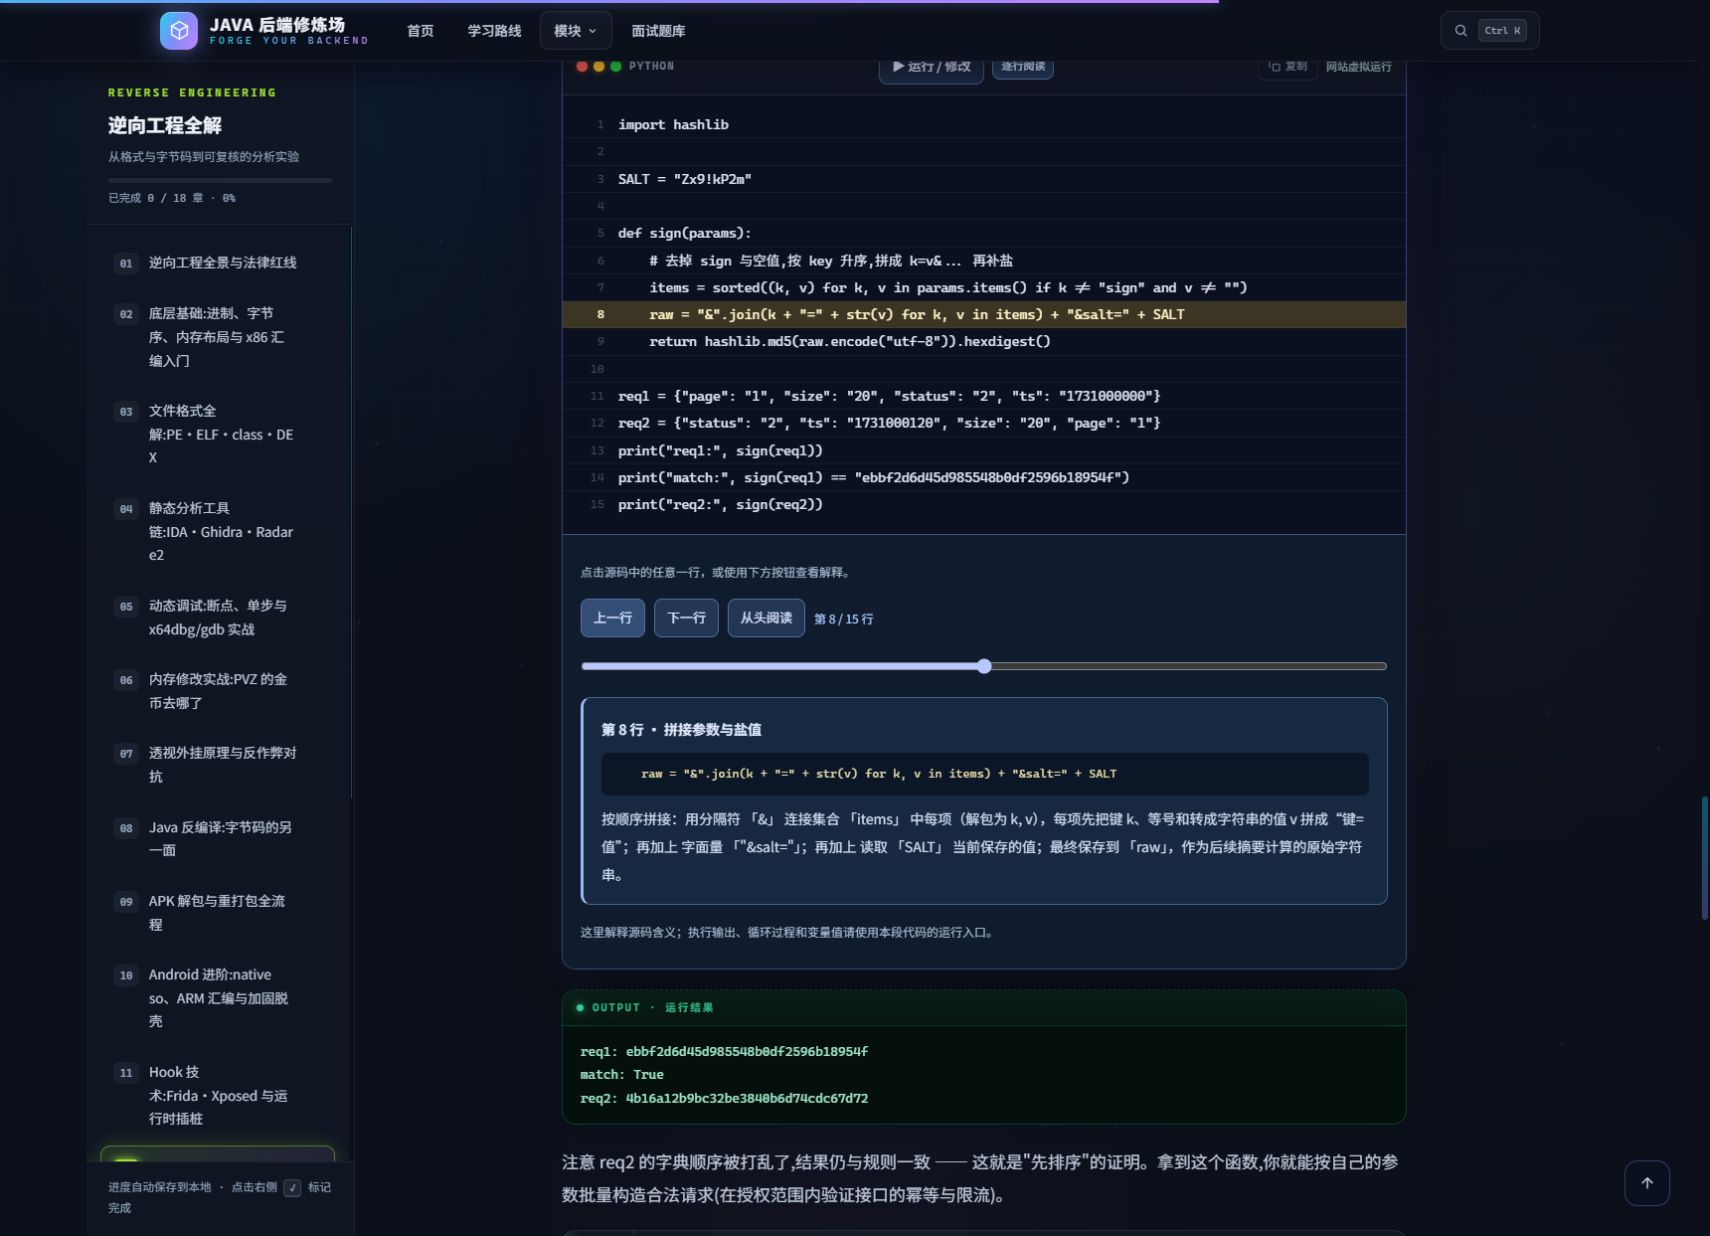 JAVA 后端修炼场
FORGE YOUR BACKEND
首页
学习路线
模块
面试题库
Ctrl K
REVERSE ENGINEERING
逆向工程全解
从格式与字节码到可复核的分析实验
已完成 0 / 18 章 · 0%
01 逆向工程全景与法律红线
02 底层基础:进制、字节
序、内存布局与 x86 汇
编入门
03 文件格式全
解:PE・ELF・class・DE
X
04 静态分析工具
链:IDA・Ghidra・Radar
e2
05 动态调试:断点、单步与
x64dbg/gdb 实战
06 内存修改实战:PVZ 的金
币去哪了
07 透视外挂原理与反作弊对
抗
08 Java 反编译:字节码的另
一面
09 APK 解包与重打包全流
程
10 Android 进阶:native
so、ARM 汇编与加固脱
壳
11 Hook 技
术:Frida・Xposed 与运
行时插桩
进度自动保存到本地 · 点击右侧 ✓ 标记
完成
PYTHON
▶ 运行 / 修改
逐行阅读
复制
网站虚拟运行
1 import hashlib
2
3 SALT = "Zx9!kP2m"
4
5 def sign(params):
6 # 去掉 sign 与空值,按 key 升序,拼成 k=v&... 再补盐
7 items = sorted((k, v) for k, v in params.items() if k ≠ "sign" and v ≠ "")
8 raw = "&".join(k + "=" + str(v) for k, v in items) + "&salt=" + SALT
9 return hashlib.md5(raw.encode("utf-8")).hexdigest()
10
11 req1 = {"page": "1", "size": "20", "status": "2", "ts": "1731000000"}
12 req2 = {"status": "2", "ts": "1731000120", "size": "20", "page": "1"}
13 print("req1:", sign(req1))
14 print("match:", sign(req1) == "ebbf2d6d45d985548b0df2596b18954f")
15 print("req2:", sign(req2))
点击源码中的任意一行，或使用下方按钮查看解释。
上一行
下一行
从头阅读
第 8 / 15 行
第 8 行 · 拼接参数与盐值
raw = "&".join(k + "=" + str(v) for k, v in items) + "&salt=" + SALT
按顺序拼接：用分隔符 「&」 连接集合 「items」 中每项（解包为 k, v），每项先把键 k、等号和转成字符串的值 v 拼成“键=
值”；再加上 字面量 「"&salt="」；再加上 读取 「SALT」 当前保存的值；最终保存到 「raw」，作为后续摘要计算的原始字符
串。
这里解释源码含义；执行输出、循环过程和变量值请使用本段代码的运行入口。
OUTPUT · 运行结果
req1: ebbf2d6d45d985548b0df2596b18954f
match: True
req2: 4b16a12b9bc32be3840b6d74cdc67d72
注意 req2 的字典顺序被打乱了,结果仍与规则一致 —— 这就是"先排序"的证明。拿到这个函数,你就能按自己的参
数批量构造合法请求(在授权范围内验证接口的幂等与限流)。